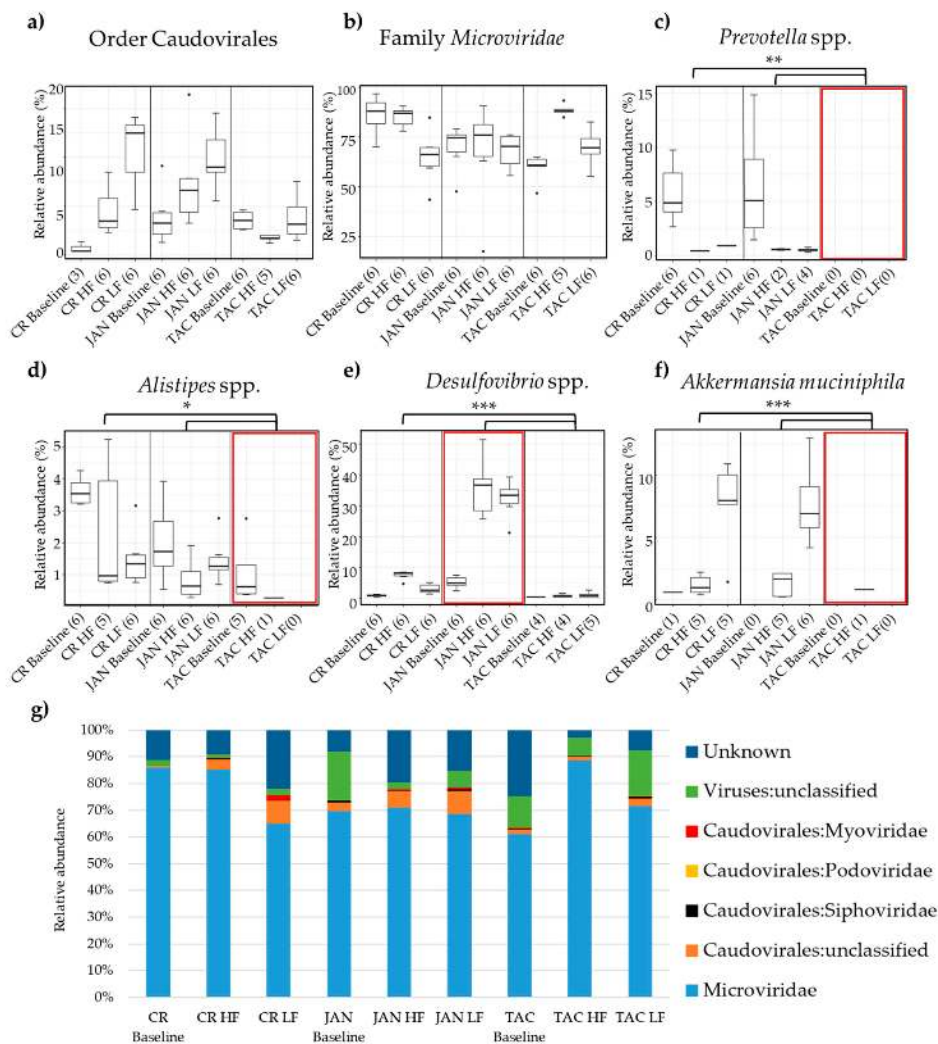 a)
Order Caudovirales
Relative abundance (%)
20
15
10
5
0
CR Baseline (3)
CR HF (6)
CR LF (6)
JAN Baseline (6)
JAN HF (6)
JAN LF (6)
TAC Baseline (6)
TAC HF (5)
TAC LF(6)
b)
Family Microviridae
Relative abundance (%)
100
75
50
25
CR Baseline (6)
CR HF (6)
CR LF (6)
JAN Baseline (6)
JAN HF (6)
JAN LF (6)
TAC Baseline (6)
TAC HF (5)
TAC LF(6)
c)
Prevotella spp.
**
Relative abundance (%)
15
10
5
0
CR Baseline (6)
CR HF (1)
CR LF (1)
JAN Baseline (6)
JAN HF (2)
JAN LF (4)
TAC Baseline (0)
TAC HF (0)
TAC LF(0)
d)
Alistipes spp.
*
Relative abundance (%)
5
4
3
2
1
CR Baseline (6)
CR HF (5)
CR LF (6)
JAN Baseline (6)
JAN HF (6)
JAN LF (6)
TAC Baseline (5)
TAC HF (1)
TAC LF(0)
e)
Desulfovibrio spp.
***
Relative abundance (%)
50
40
30
20
10
0
CR Baseline (6)
CR HF (6)
CR LF (6)
JAN Baseline (6)
JAN HF (6)
JAN LF (6)
TAC Baseline (4)
TAC HF (4)
TAC LF(5)
f)
Akkermansia muciniphila
***
Relative abundance (%)
10
5
0
CR Baseline (1)
CR HF (5)
CR LF (5)
JAN Baseline (0)
JAN HF (5)
JAN LF (6)
TAC Baseline (0)
TAC HF (1)
TAC LF(0)
g)
Relative abundance
100%
90%
80%
70%
60%
50%
40%
30%
20%
10%
0%
CR
Baseline
CR HF
CR LF
JAN
Baseline
JAN HF
JAN LF
TAC
Baseline
TAC HF
TAC LF
Unknown
Viruses:unclassified
Caudovirales:Myoviridae
Caudovirales:Podoviridae
Caudovirales:Siphoviridae
Caudovirales:unclassified
Microviridae